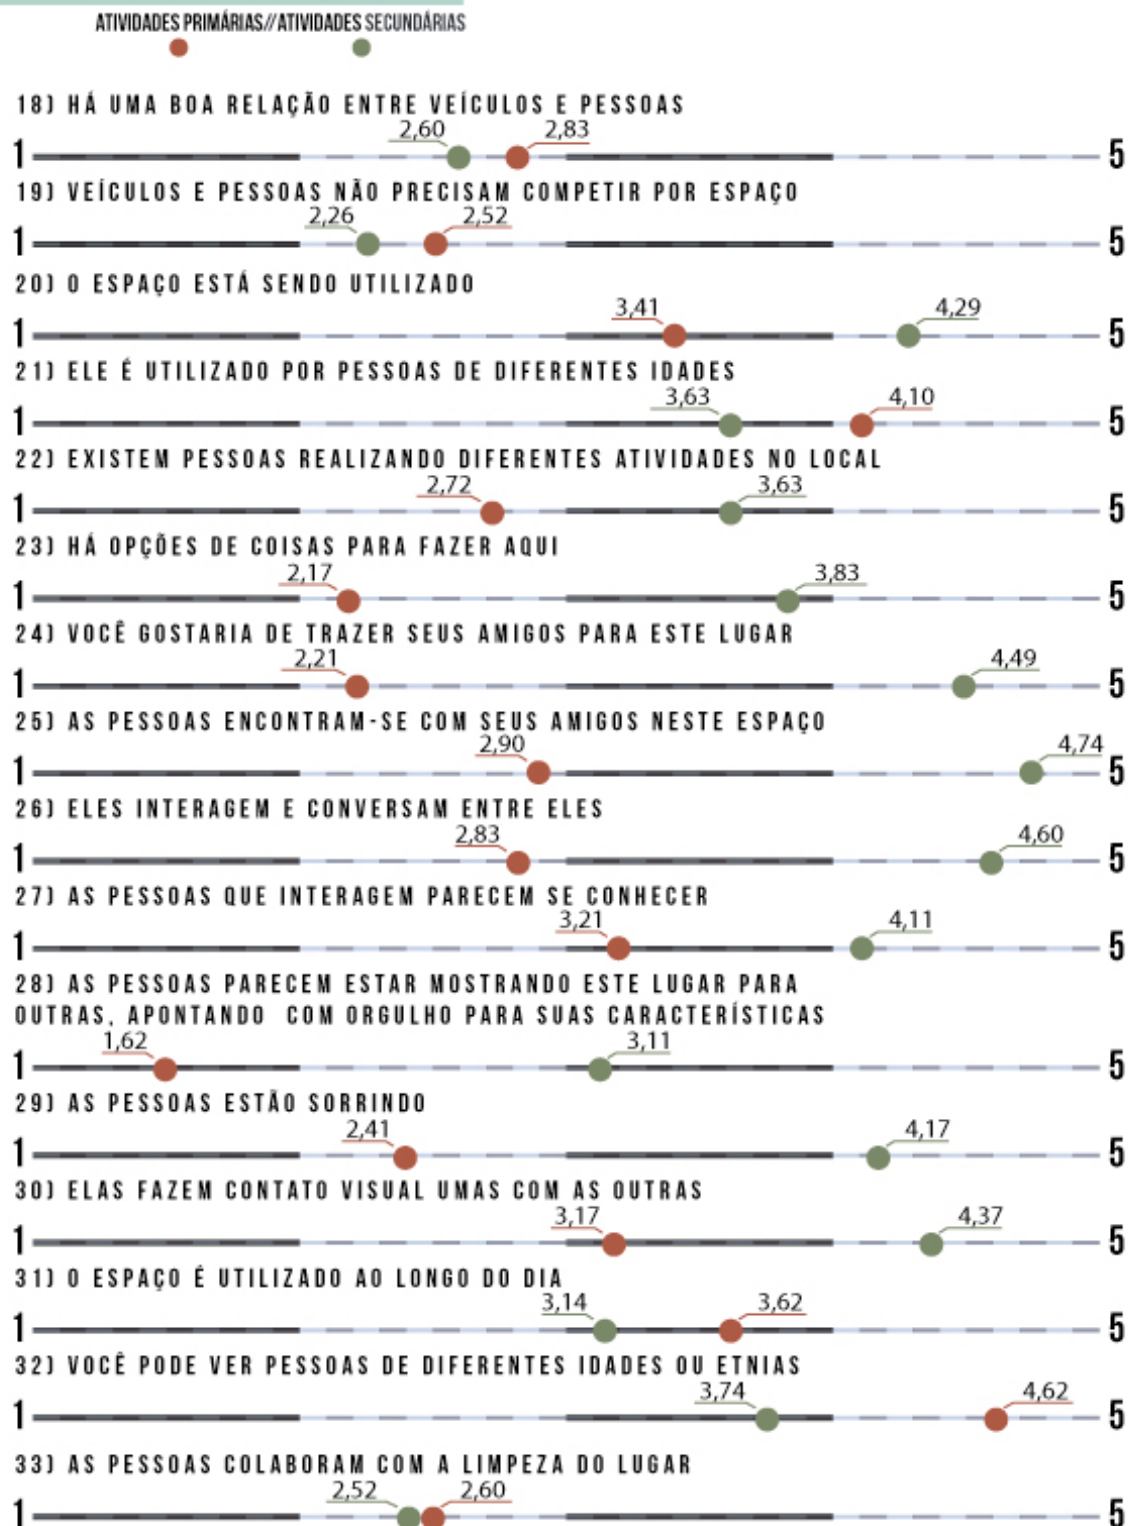 ATIVIDADES PRIMÁRIAS//ATIVIDADES SECUNDÁRIAS
18) HÁ UMA BOA RELAÇÃO ENTRE VEÍCULOS E PESSOAS
2,60 2,83
1 5
19) VEÍCULOS E PESSOAS NÃO PRECISAM COMPETIR POR ESPAÇO
2,26 2,52
1 5
20) O ESPAÇO ESTÁ SENDO UTILIZADO
3,41 4,29
1 5
21) ELE É UTILIZADO POR PESSOAS DE DIFERENTES IDADES
3,63 4,10
1 5
22) EXISTEM PESSOAS REALIZANDO DIFERENTES ATIVIDADES NO LOCAL
2,72 3,63
1 5
23) HÁ OPÇÕES DE COISAS PARA FAZER AQUI
2,17 3,83
1 5
24) VOCÊ GOSTARIA DE TRAZER SEUS AMIGOS PARA ESTE LUGAR
2,21 4,49
1 5
25) AS PESSOAS ENCONTRAM-SE COM SEUS AMIGOS NESTE ESPAÇO
2,90 4,74
1 5
26) ELES INTERAGEM E CONVERSAM ENTRE ELES
2,83 4,60
1 5
27) AS PESSOAS QUE INTERAGEM PARECEM SE CONHECER
3,21 4,11
1 5
28) AS PESSOAS PARECEM ESTAR MOSTRANDO ESTE LUGAR PARA
OUTRAS, APONTANDO COM ORGULHO PARA SUAS CARACTERÍSTICAS
1,62 3,11
1 5
29) AS PESSOAS ESTÃO SORRINDO
2,41 4,17
1 5
30) ELAS FAZEM CONTATO VISUAL UMAS COM AS OUTRAS
3,17 4,37
1 5
31) O ESPAÇO É UTILIZADO AO LONGO DO DIA
3,14 3,62
1 5
32) VOCÊ PODE VER PESSOAS DE DIFERENTES IDADES OU ETNIAS
3,74 4,62
1 5
33) AS PESSOAS COLABORAM COM A LIMPEZA DO LUGAR
2,52 2,60
1 5